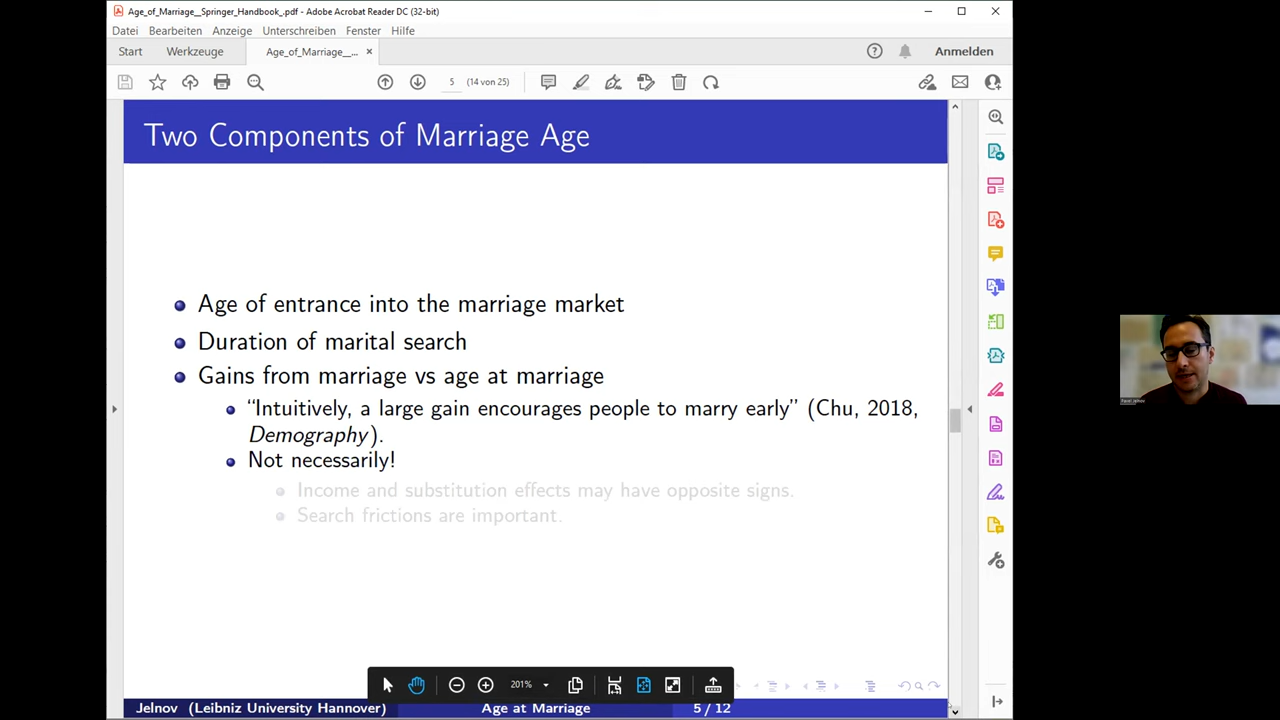 Age_of_Marriage__Springer_Handbook_.pdf - Adobe Acrobat Reader DC (32-bit)
Datei Bearbeiten Anzeige Unterschreiben Fenster Hilfe
Start Werkzeuge Age_of_Marriage__... × Anmelden
5 (14 von 25)
Two Components of Marriage Age
Age of entrance into the marriage market
Duration of marital search
Gains from marriage vs age at marriage
“Intuitively, a large gain encourages people to marry early” (Chu, 2018,
Demography).
Not necessarily!
Income and substitution effects may have opposite signs.
Search frictions are important.
201%
Jelnov (Leibniz University Hannover) Age at Marriage 5 / 12